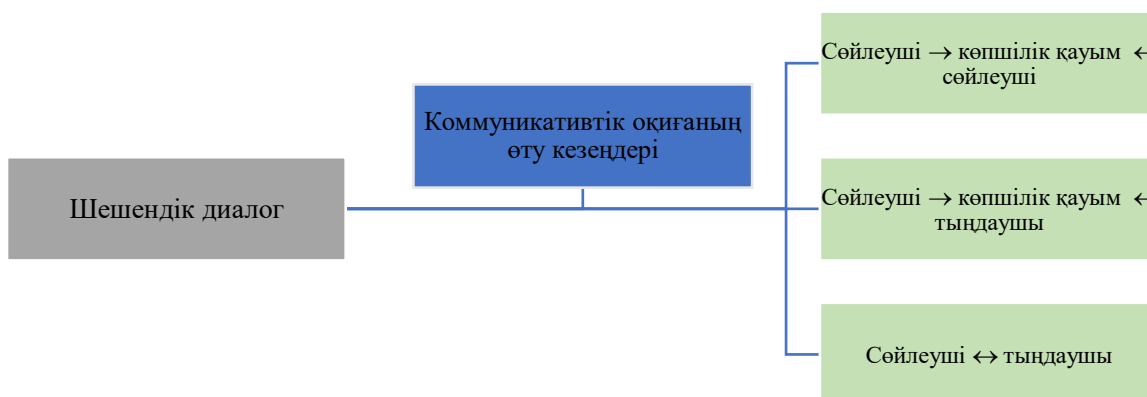 Шешендік диалог
Коммуникативтік оқиғаның
өту кезеңдері
Сөйлеуші → көпшілік қауым ↔
сөйлеуші
Сөйлеуші → көпшілік қауым ↔
тыңдаушы
Сөйлеуші ↔ тыңдаушы